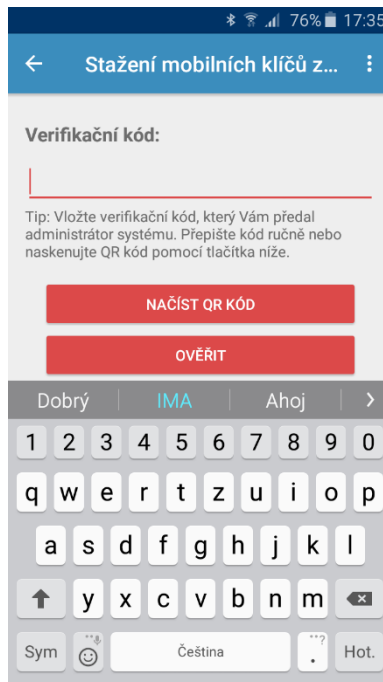 76% 17:35
Stažení mobilních klíčů z...
Verifikační kód:
Tip: Vložte verifikační kód, který Vám předal
administrátor systému. Přepište kód ručně nebo
naskenujte QR kód pomocí tlačítka níže.
NAČÍST QR KÓD
OVĚŘIT
Dobrý IMA Ahoj
1 2 3 4 5 6 7 8 9 0
q w e r t z u i o p
a s d f g h j k l
y x c v b n m
Sym Čeština .?. Hot.